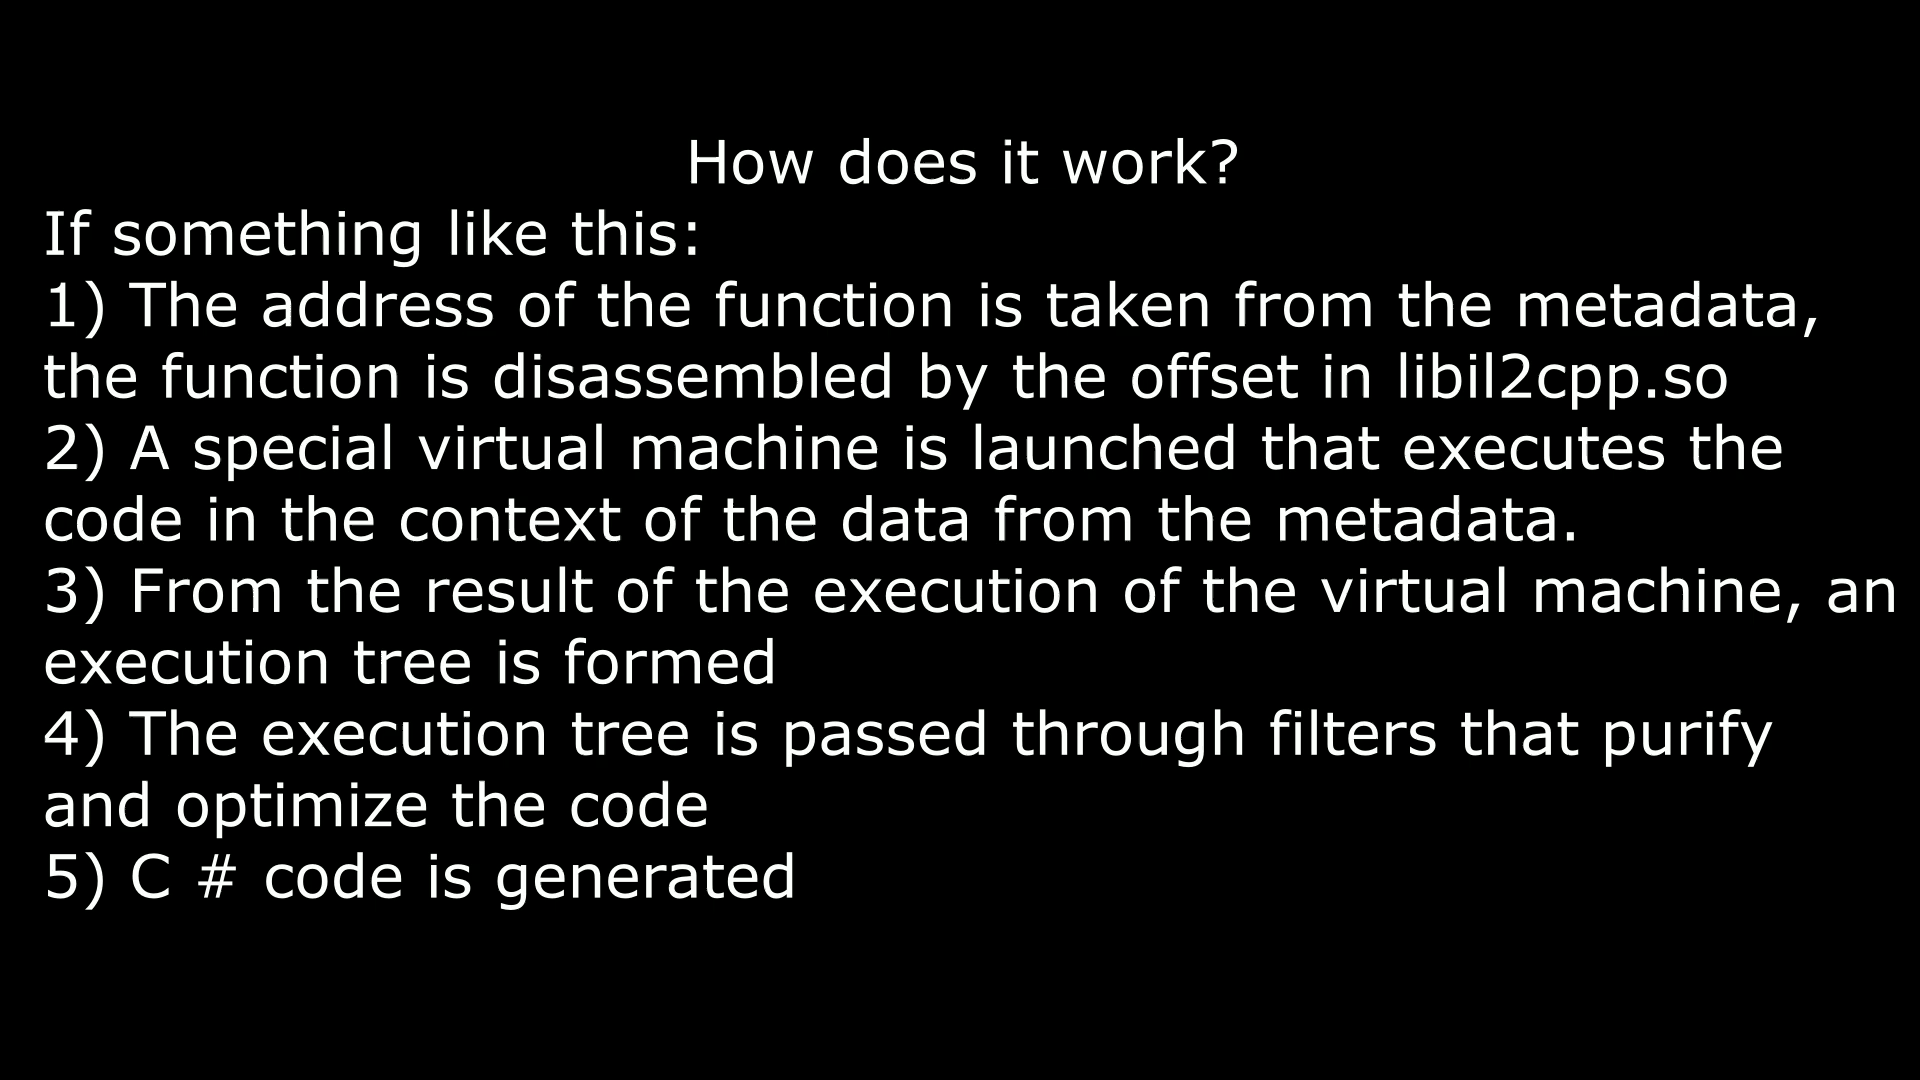 How does it work?
If something like this:
1) The address of the function is taken from the metadata,
the function is disassembled by the offset in libil2cpp.so
2) A special virtual machine is launched that executes the
code in the context of the data from the metadata.
3) From the result of the execution of the virtual machine, an
execution tree is formed
4) The execution tree is passed through filters that purify
and optimize the code
5) C # code is generated